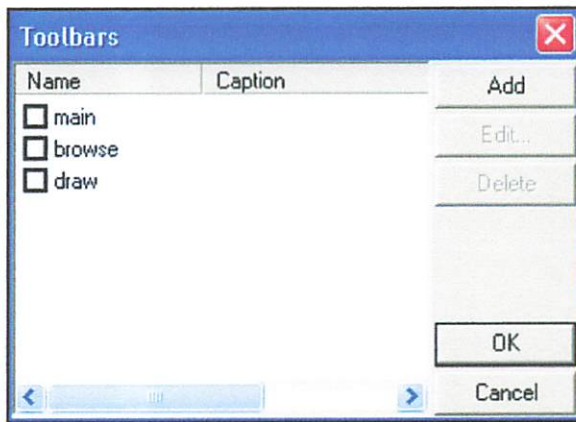 Toolbars
Name Caption
main
browse
draw
Add
Edit...
Delete
OK
Cancel